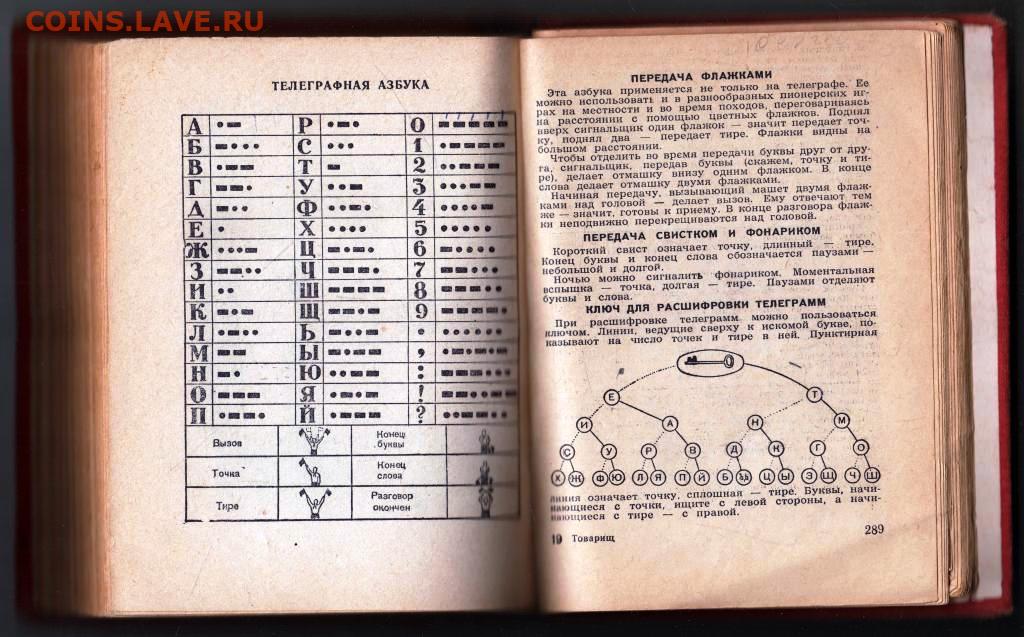 COINS.LAVE.RU
ТЕЛЕГРАФНАЯ АЗБУКА
А •− Р •−• 0 −−−−−
Б −••• С ••• 1 •−−−−
В •−− Т − 2 ••−−−
Г −−• У ••− 3 •••−−
Д −•• Ф ••−• 4 ••••−
Е • Х •••• 5 •••••
Ж •••− Ц −•−• 6 −••••
З −−•• Ч −−−• 7 −−•••
И •• Ш −−−− 8 −−−••
К −•− Щ −−•− 9 −−−−•
Л •−•• Ь −••− • ••••••
М −− Ы −•−− , •−•−•−
Н −• Ю ••−− : −−−•••
О −−− Я •−•− ! −−••−−
П •−−• Й •−−− ? ••−−••
Вызов Конец буквы
Точка Конец слова
Тире Разговор окончен
ПЕРЕДАЧА ФЛАЖКАМИ
Эта азбука применяется не только на телеграфе. Ее
можно использовать и в разнообразных пионерских иг-
рах на местности и во время походов, переговариваясь
на расстоянии с помощью цветных флажков. Поднял
вверх сигнальщик один флажок — значит передает точ-
ку, поднял два — передает тире. Флажки видны на
большом расстоянии.
Чтобы отделить во время передачи буквы друг от дру-
га, сигнальщик, передав буквы (скажем, точку и ти-
ре), делает отмашку внизу одним флажком. В конце
слова делает отмашку двумя флажками.
Начиная передачу, вызывающий машет двумя флаж-
ками над головой — делает вызов. Ему отвечают тем
же — значит, готовы к приему. В конце разговора флаж-
ки неподвижно перекрещиваются над головой.
ПЕРЕДАЧА СВИСТКОМ И ФОНАРИКОМ
Короткий свист означает точку, длинный — тире.
Конец буквы и конец слова обозначается паузами —
небольшой и долгой.
Ночью можно сигналить фонариком. Моментальная
вспышка — точка, долгая — тире. Паузами отделяют
буквы и слова.
КЛЮЧ ДЛЯ РАСШИФРОВКИ ТЕЛЕГРАММ
При расшифровке телеграмм можно пользоваться
ключом. Линии, ведущие сверху к искомой букве, по-
казывают на число точек и тире в ней. Пунктирная
Е Т
И А Н М
С У Р В Д К Г О
Х Ж Ф Ю Л Я П Й Б Ь Ц Ы З Щ Ч Ш
линия означает точку, сплошная — тире. Буквы, начи-
нающиеся с точки, ищите с левой стороны, а начи-
нающиеся с тире — с правой.
19 Товарищ 289